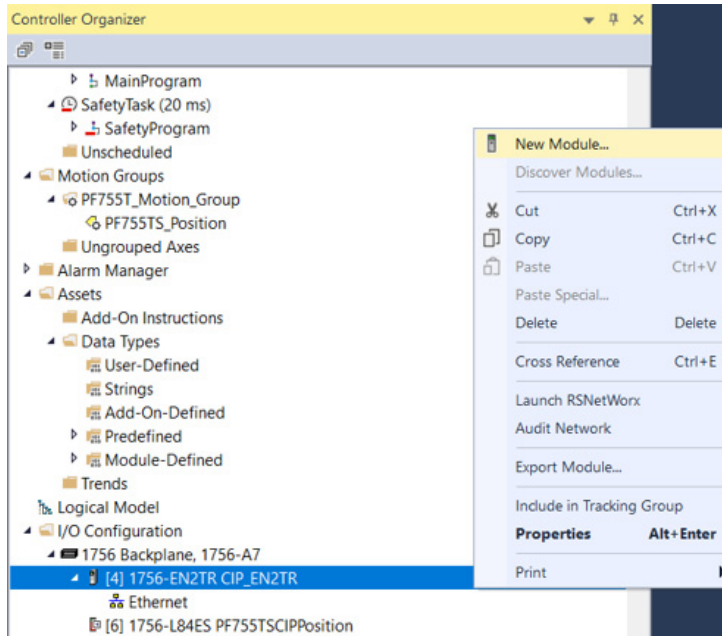 Controller Organizer
MainProgram
SafetyTask (20 ms)
SafetyProgram
Unscheduled
Motion Groups
PF755T_Motion_Group
PF755TS_Position
Ungrouped Axes
Alarm Manager
Assets
Add-On Instructions
Data Types
User-Defined
Strings
Add-On-Defined
Predefined
Module-Defined
Trends
Logical Model
I/O Configuration
1756 Backplane, 1756-A7
[4] 1756-EN2TR CIP_EN2TR
Ethernet
[6] 1756-L84ES PF755TSCIPPosition
New Module...
Discover Modules...
Cut Ctrl+X
Copy Ctrl+C
Paste Ctrl+V
Paste Special...
Delete Delete
Cross Reference Ctrl+E
Launch RSNetWorx
Audit Network
Export Module...
Include in Tracking Group
Properties Alt+Enter
Print